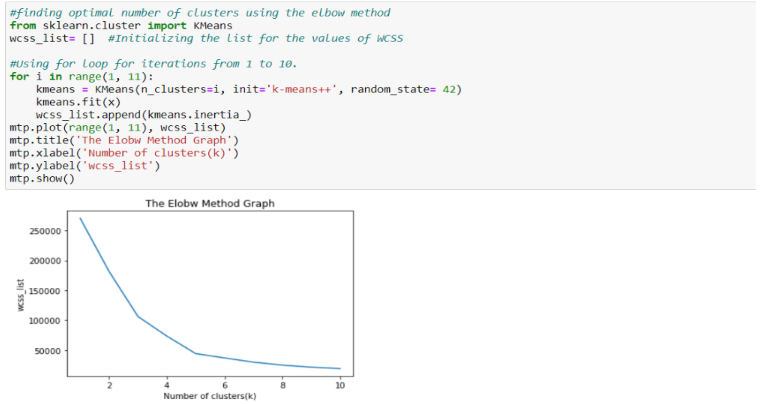 #finding optimal number of clusters using the elbow method
from sklearn.cluster import KMeans
wcss_list= []  #Initializing the list for the values of WCSS

#Using for loop for iterations from 1 to 10.
for i in range(1, 11):
    kmeans = KMeans(n_clusters=i, init='k-means++', random_state= 42)
    kmeans.fit(x)
    wcss_list.append(kmeans.inertia_)
mtp.plot(range(1, 11), wcss_list)
mtp.title('The Elobw Method Graph')
mtp.xlabel('Number of clusters(k)')
mtp.ylabel('wcss_list')
mtp.show()
The Elobw Method Graph
250000
200000
150000
100000
50000
wcss_list
2 4 6 8 10
Number of clusters(k)